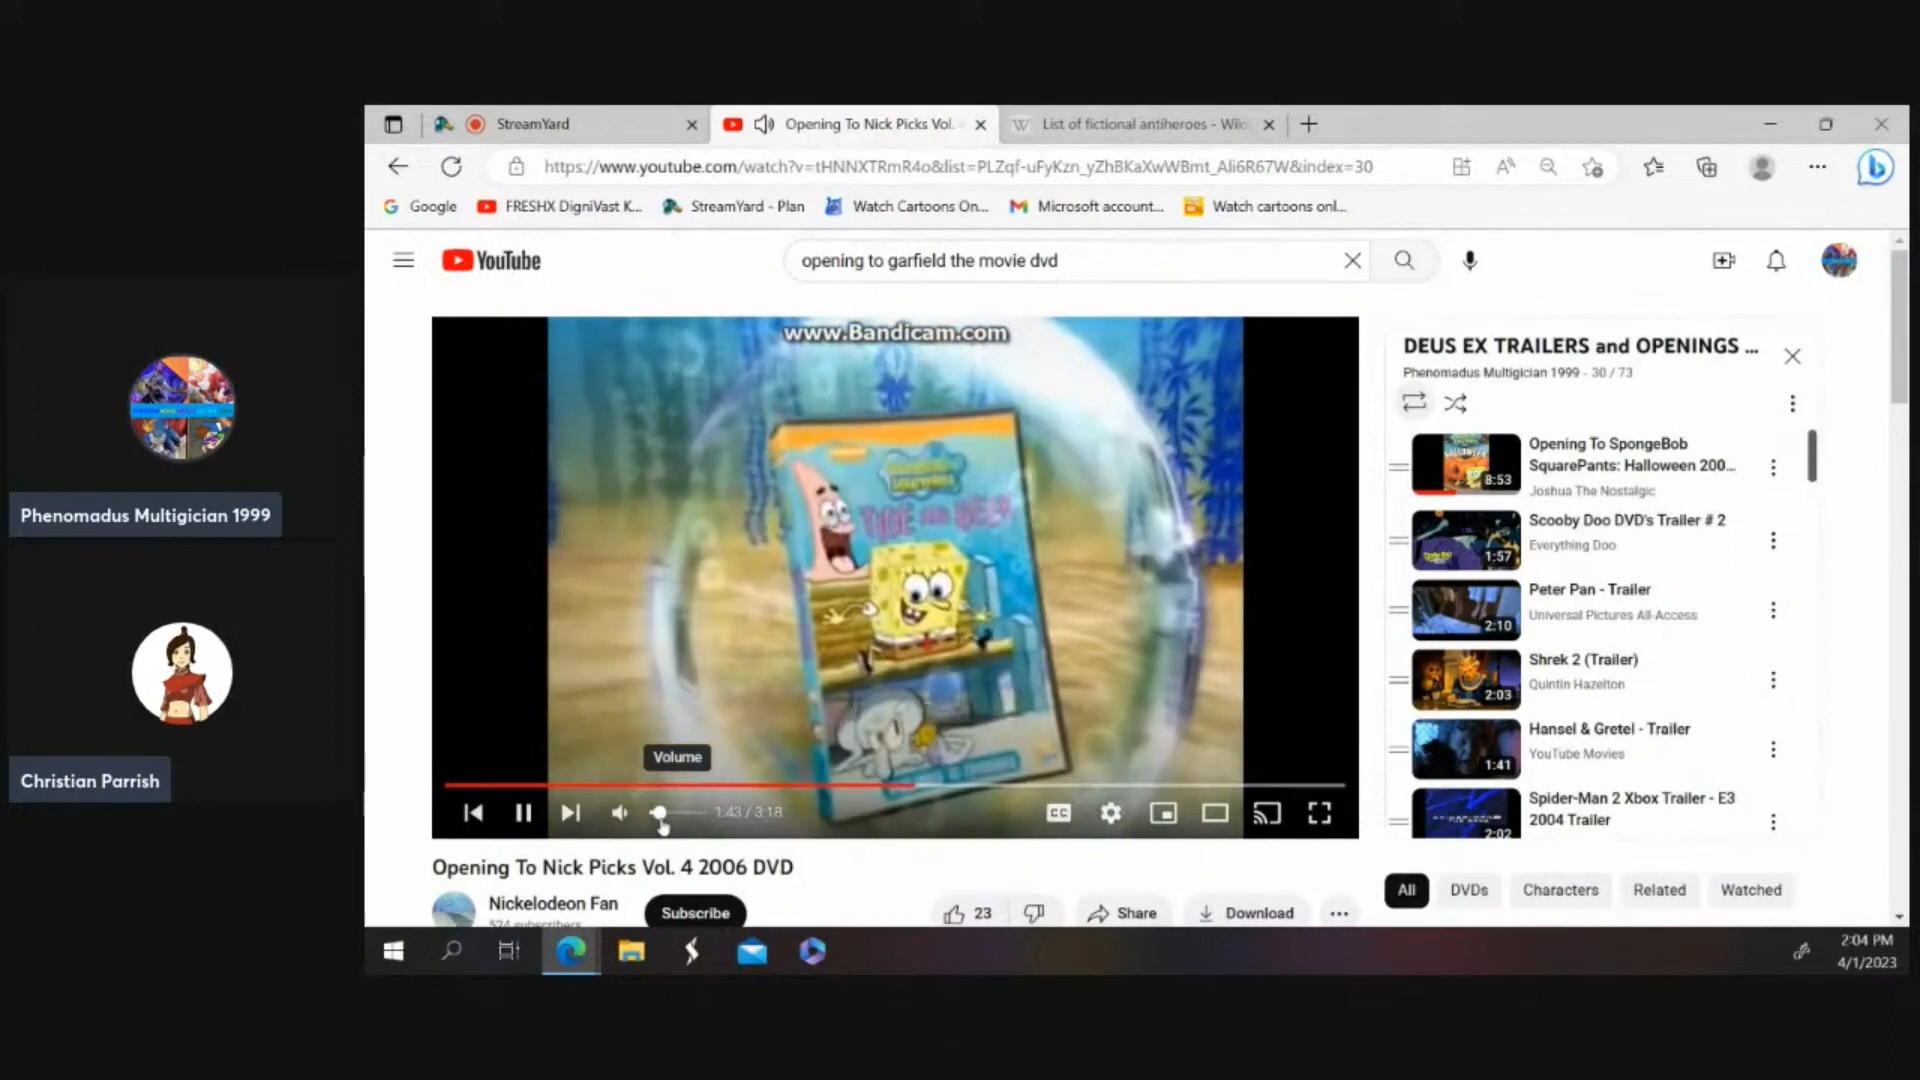 StreamYard
Opening To Nick Picks Vol.
List of fictional antiheroes - Wiki
https://www.youtube.com/watch?v=tHNNXTRmR4o&list=PLZqf-uFyKzn_yZhBKaXwWBmt_Ali6R67W&index=30
Google
FRESHX DigniVast K...
StreamYard - Plan
Watch Cartoons On...
Microsoft account...
Watch cartoons onl...
YouTube
opening to garfield the movie dvd
www.Bandicam.com
TIDE AND SEEK
Volume
1:43 / 3:18
CC
Opening To Nick Picks Vol. 4 2006 DVD
Nickelodeon Fan
524 subscribers
Subscribe
23
Share
Download
DEUS EX TRAILERS and OPENINGS ...
Phenomadus Multigician 1999 - 30 / 73
Opening To SpongeBob
SquarePants: Halloween 200...
Joshua The Nostalgic
8:53
Scooby Doo DVD's Trailer # 2
Everything Doo
1:57
Peter Pan - Trailer
Universal Pictures All-Access
2:10
Shrek 2 (Trailer)
Quintin Hazelton
2:03
Hansel & Gretel - Trailer
YouTube Movies
1:41
Spider-Man 2 Xbox Trailer - E3
2004 Trailer
2:02
All
DVDs
Characters
Related
Watched
Phenomadus Multigician 1999
Christian Parrish
2:04 PM
4/1/2023